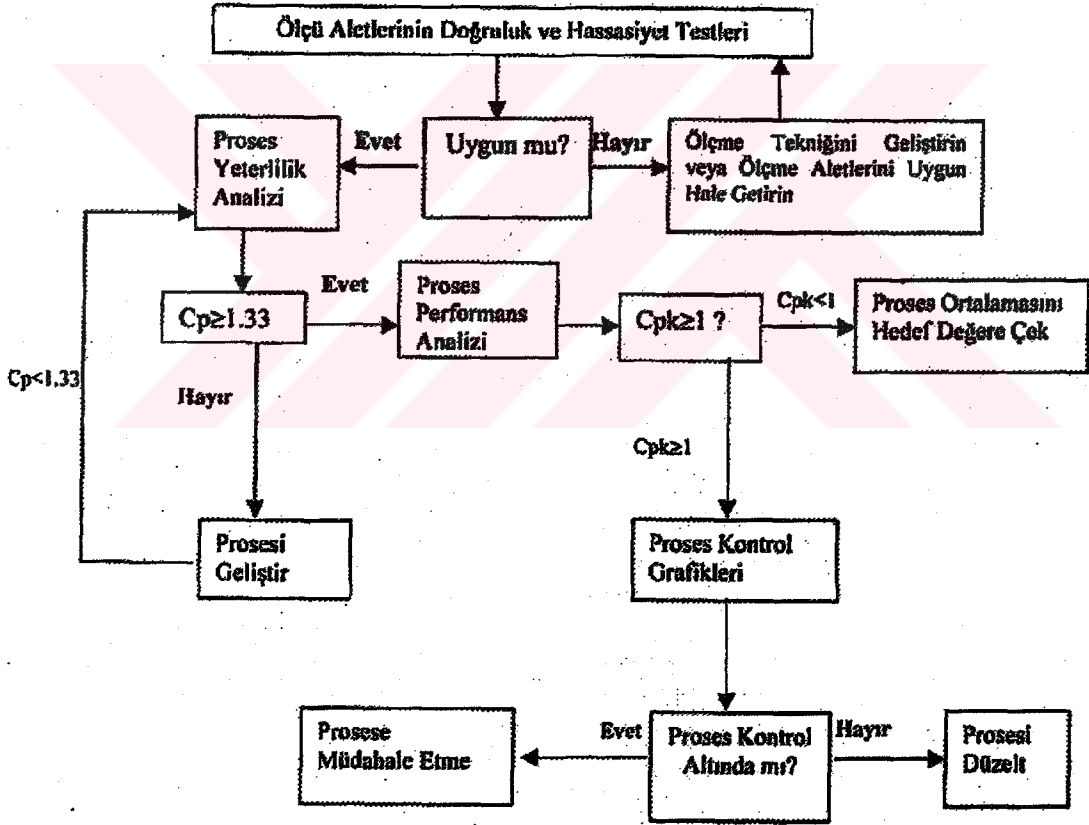 Ölçü Aletlerinin Doğruluk ve Hassasiyet Testleri
Proses
Yeterlilik
Analizi
Evet
Uygun mu?
Hayır
Ölçme Tekniğini Geliştirin
veya Ölçme Aletlerini Uygun
Hale Getirin
Cp≥1.33
Evet
Proses
Performans
Analizi
Cpk≥1 ?
Cpk<1
Proses Ortalamasını
Hedef Değere Çek
Cp<1.33
Hayır
Cpk≥1
Prosesi
Geliştir
Proses Kontrol
Grafikleri
Prosese
Müdahale Etme
Evet
Proses Kontrol
Altında mı?
Hayır
Prosesi
Düzelt